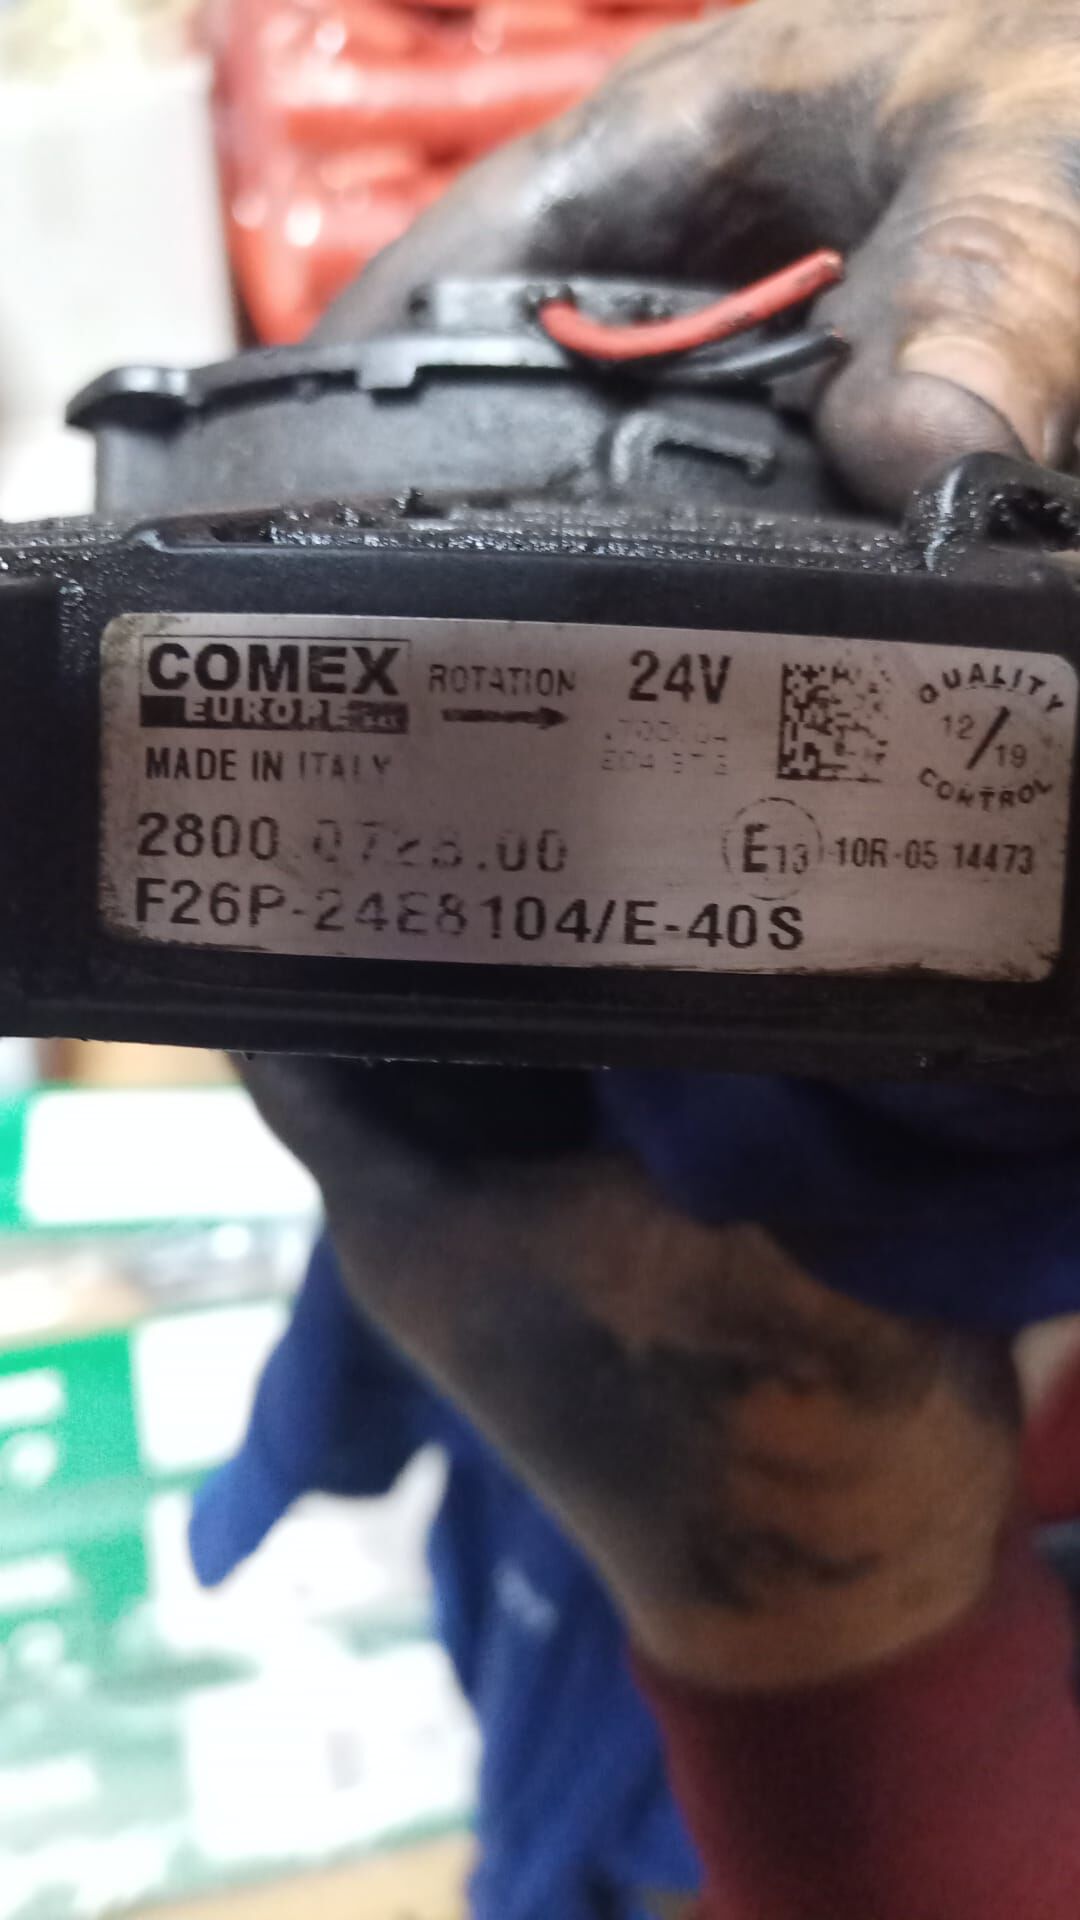 COMEX
EUROPE
ROTATION
24V
MADE IN ITALY
QUALITY
12/19
CONTROL
2800
E13 10R-05 14473
F26P-24E8104/E-40S